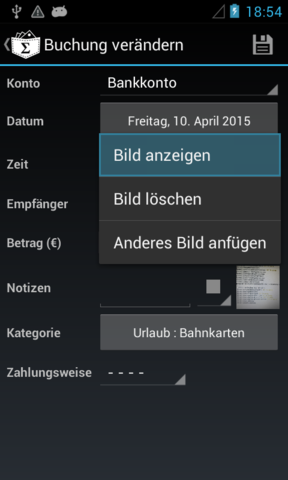 18:54
Σ Buchung verändern
Konto Bankkonto
Datum Freitag, 10. April 2015
Bild anzeigen
Zeit
Bild löschen
Empfänger
Betrag (€) Anderes Bild anfügen
Notizen
Kategorie Urlaub : Bahnkarten
Zahlungsweise - - - -